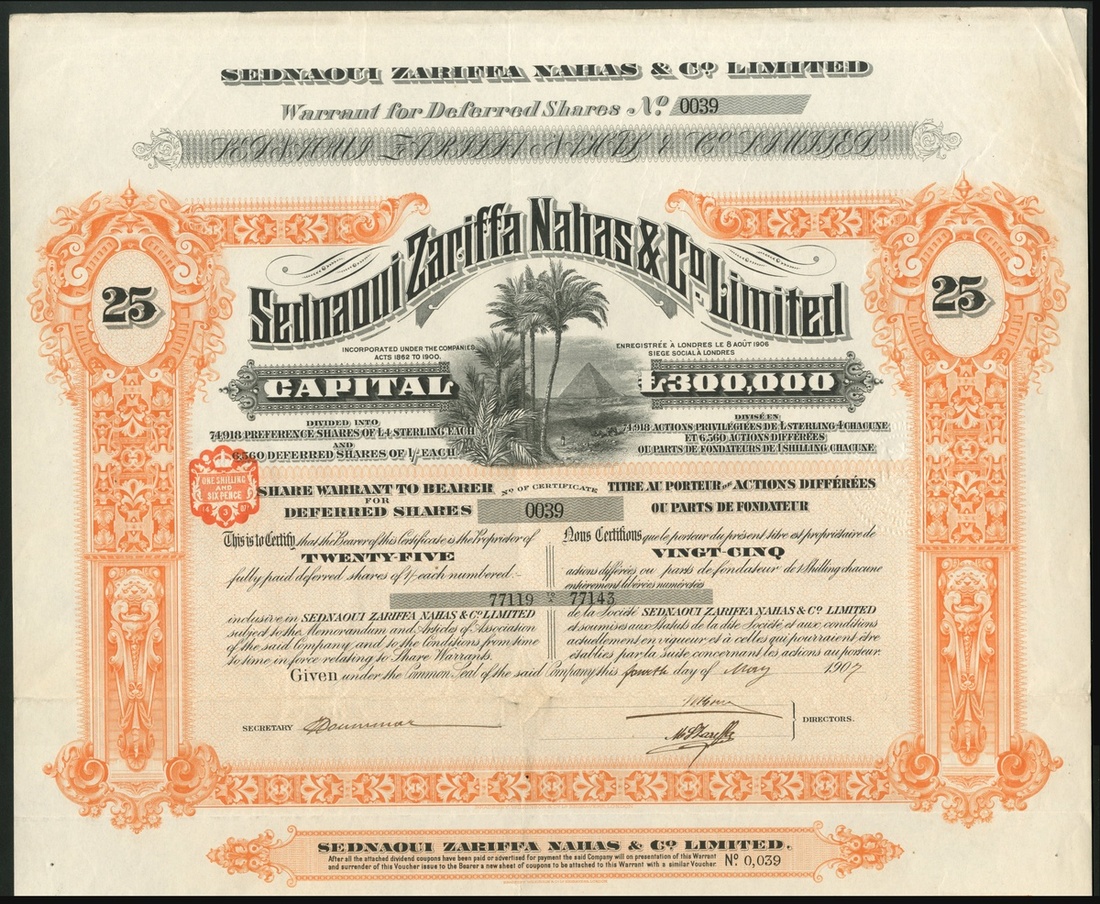 SEDNAOUI ZARIFFA NAHAS & Co LIMITED
Warrant for Deferred Shares No 0039
SEDNAOUI ZARIFFA NAHAS & Co LIMITED
Sednaoui Zariffa Nahas & Co. Limited
25
25
INCORPORATED UNDER THE COMPANIES
ACTS 1862 TO 1900.
ENREGISTRÉE À LONDRES LE 8 AOÛT 1906
SIEGE SOCIAL À LONDRES
CAPITAL £300,000
DIVIDED INTO
74,918 PREFERENCE SHARES OF £4 STERLING EACH
AND
6,560 DEFERRED SHARES OF 1/- EACH.
DIVISÉ EN
74,918 ACTIONS PRIVILÉGIÉES DE £ STERLING 4 CHACUNE
ET 6,560 ACTIONS DIFFÉRÉES
OU PARTS DE FONDATEURS DE 1 SHILLING CHACUNE
ONE SHILLING
AND
SIX PENCE
14 3 07
SHARE WARRANT TO BEARER
FOR
DEFERRED SHARES
No OF CERTIFICATE
0039
TITRE AU PORTEUR DE ACTIONS DIFFÉRÉES
OU PARTS DE FONDATEUR
This is to Certify that the Bearer of this Certificate is the Proprietor of
TWENTY-FIVE
fully paid deferred shares of 1/- each numbered:-
Nous Certifions que le porteur du présent titre est propriétaire de
VINGT-CINQ
actions différées ou parts de fondateur de 1 Shilling chacune
entièrement libérées numérotées
77119 TO À 77143
inclusive in SEDNAOUI ZARIFFA NAHAS & Co LIMITED
subject to the Memorandum and Articles of Association
of the said Company and to the Conditions from time
to time in force relating to Share Warrants.
de la Société SEDNAOUI ZARIFFA NAHAS & Co LIMITED
et soumises aux Statuts de la dite Société et aux conditions
actuellement en vigueur et à celles qui pourraient être
établies par la suite concernant les actions au porteur.
Given under the Common Seal of the said Company this fourth day of May 1907
SECRETARY
DIRECTORS.
SEDNAOUI ZARIFFA NAHAS & Co LIMITED.
After all the attached dividend coupons have been paid or advertised for payment the said Company will on presentation of this Warrant
and surrender of this Voucher issue to the Bearer a new sheet of coupons to be attached to this Warrant with a similar Voucher
No 0,039